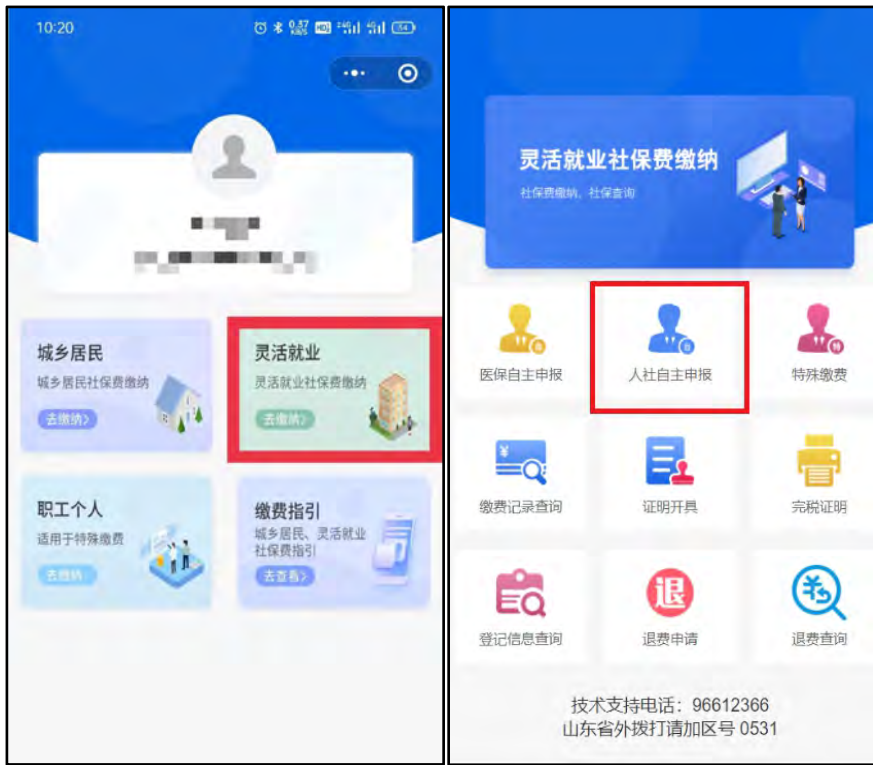 10:20
0.37
KB/S
HD2
54
城乡居民
城乡居民社保费缴纳
去缴纳>
灵活就业
灵活就业社保费缴纳
去缴纳>
职工个人
适用于特殊缴费
去缴纳
缴费指引
城乡居民、灵活就业
社保费指引
去查看>
灵活就业社保费缴纳
社保费缴纳，社保查询
医保自主申报
人社自主申报
特殊缴费
缴费记录查询
证明开具
完税证明
登记信息查询
退
退费申请
退费查询
技术支持电话：96612366
山东省外拨打请加区号 0531